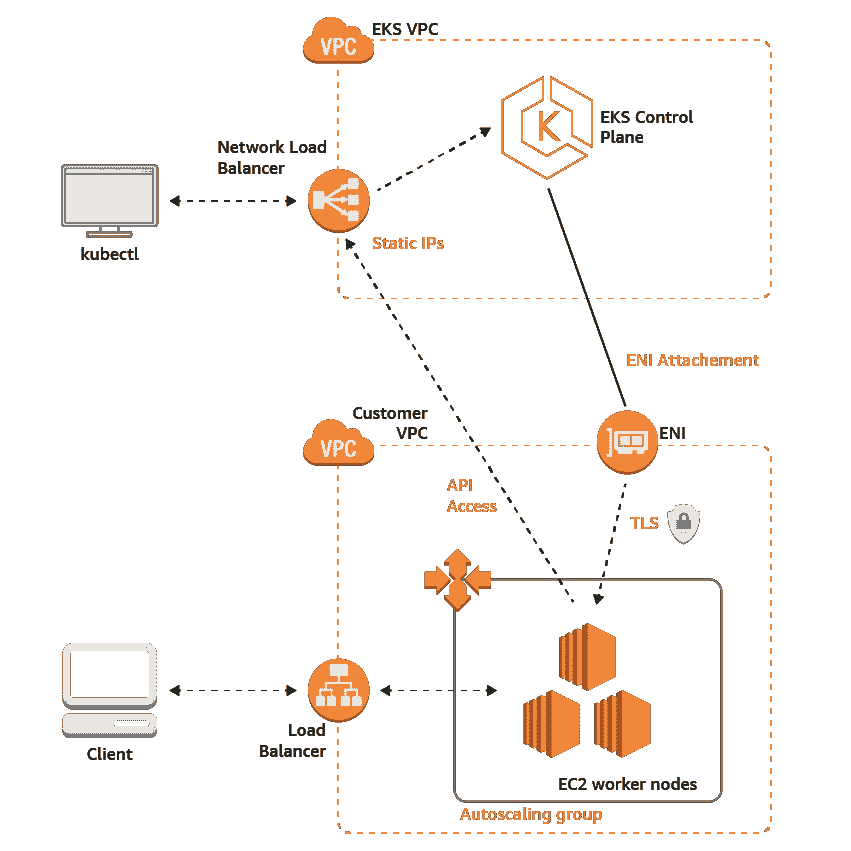 VPC
EKS VPC
EKS Control
Plane
Network Load
Balancer
kubectl
Static IPs
ENI Attachement
Customer
VPC
VPC
ENI
API
Access
TLS
Client
Load
Balancer
EC2 worker nodes
Autoscaling group
K